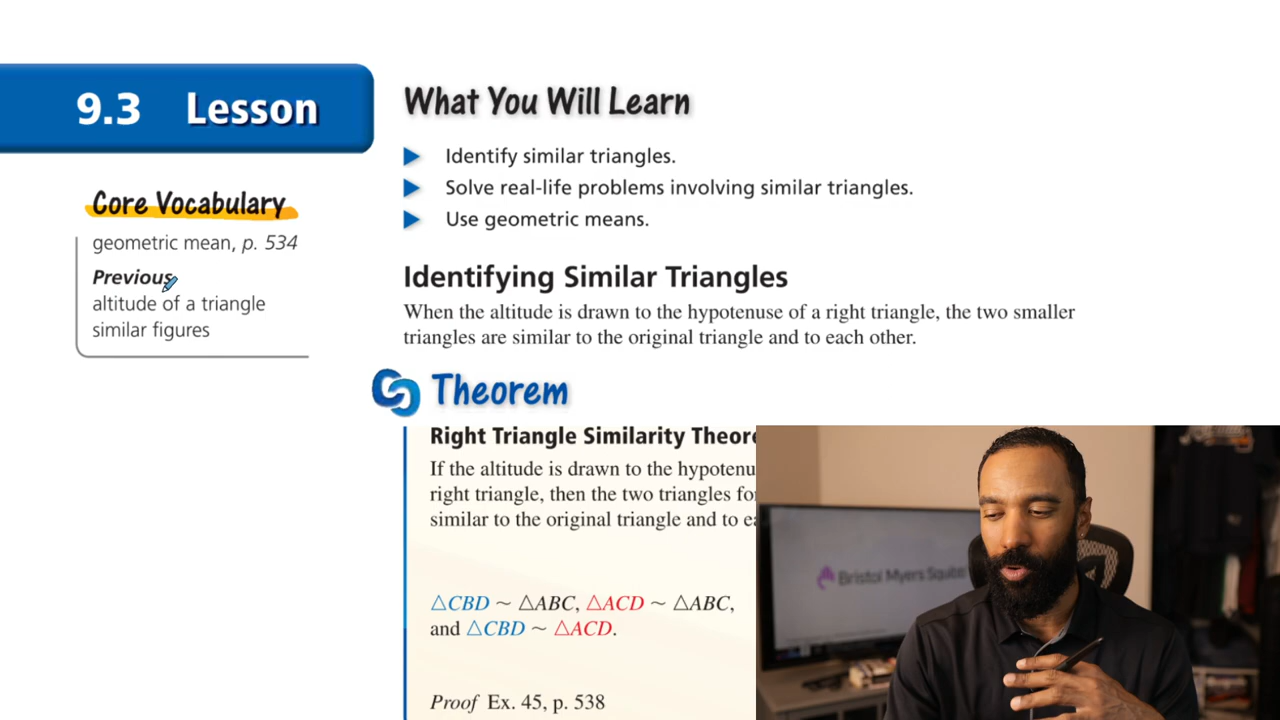 9.3 Lesson
What You Will Learn
Identify similar triangles.
Solve real-life problems involving similar triangles.
Use geometric means.
Core Vocabulary
geometric mean, p. 534
Previous
altitude of a triangle
similar figures
Identifying Similar Triangles
When the altitude is drawn to the hypotenuse of a right triangle, the two smaller
triangles are similar to the original triangle and to each other.
Theorem
Right Triangle Similarity
If the altitude is drawn to the
right triangle, then the two triangles
similar to the original triangle and to
△CBD ~ △ABC, △ACD ~ △ABC,
and △CBD ~ △ACD.
Proof Ex. 45, p. 538
Bristol Myers